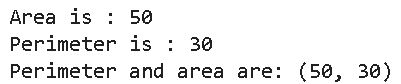 Area is : 50
Perimeter is : 30
Perimeter and area are: (50, 30)